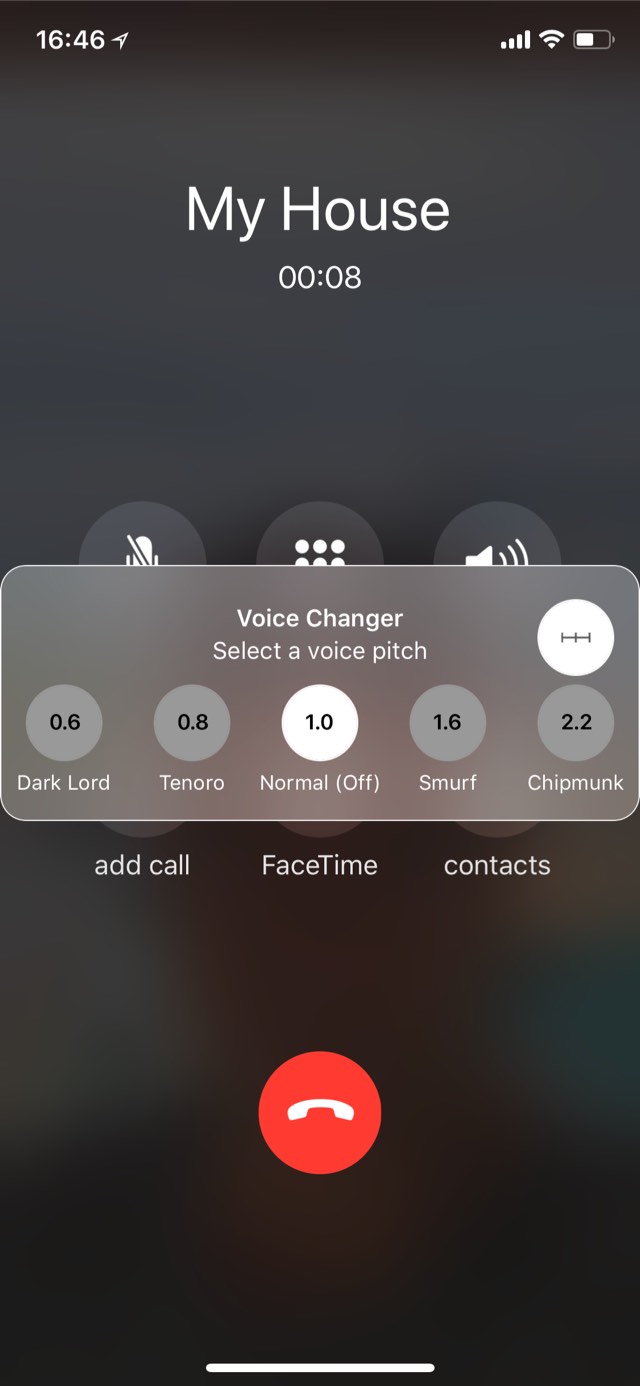 16:46
My House
00:08
Voice Changer
Select a voice pitch
0.6 0.8 1.0 1.6 2.2
Dark Lord Tenoro Normal (Off) Smurf Chipmunk
add call FaceTime contacts